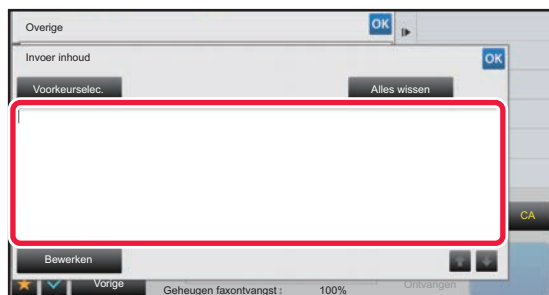 Overige OK
Invoer inhoud OK
Voorkeurselec. Alles wissen
CA
Bewerken
Vorige Geheugen faxontvangst : 100% Ontvangen